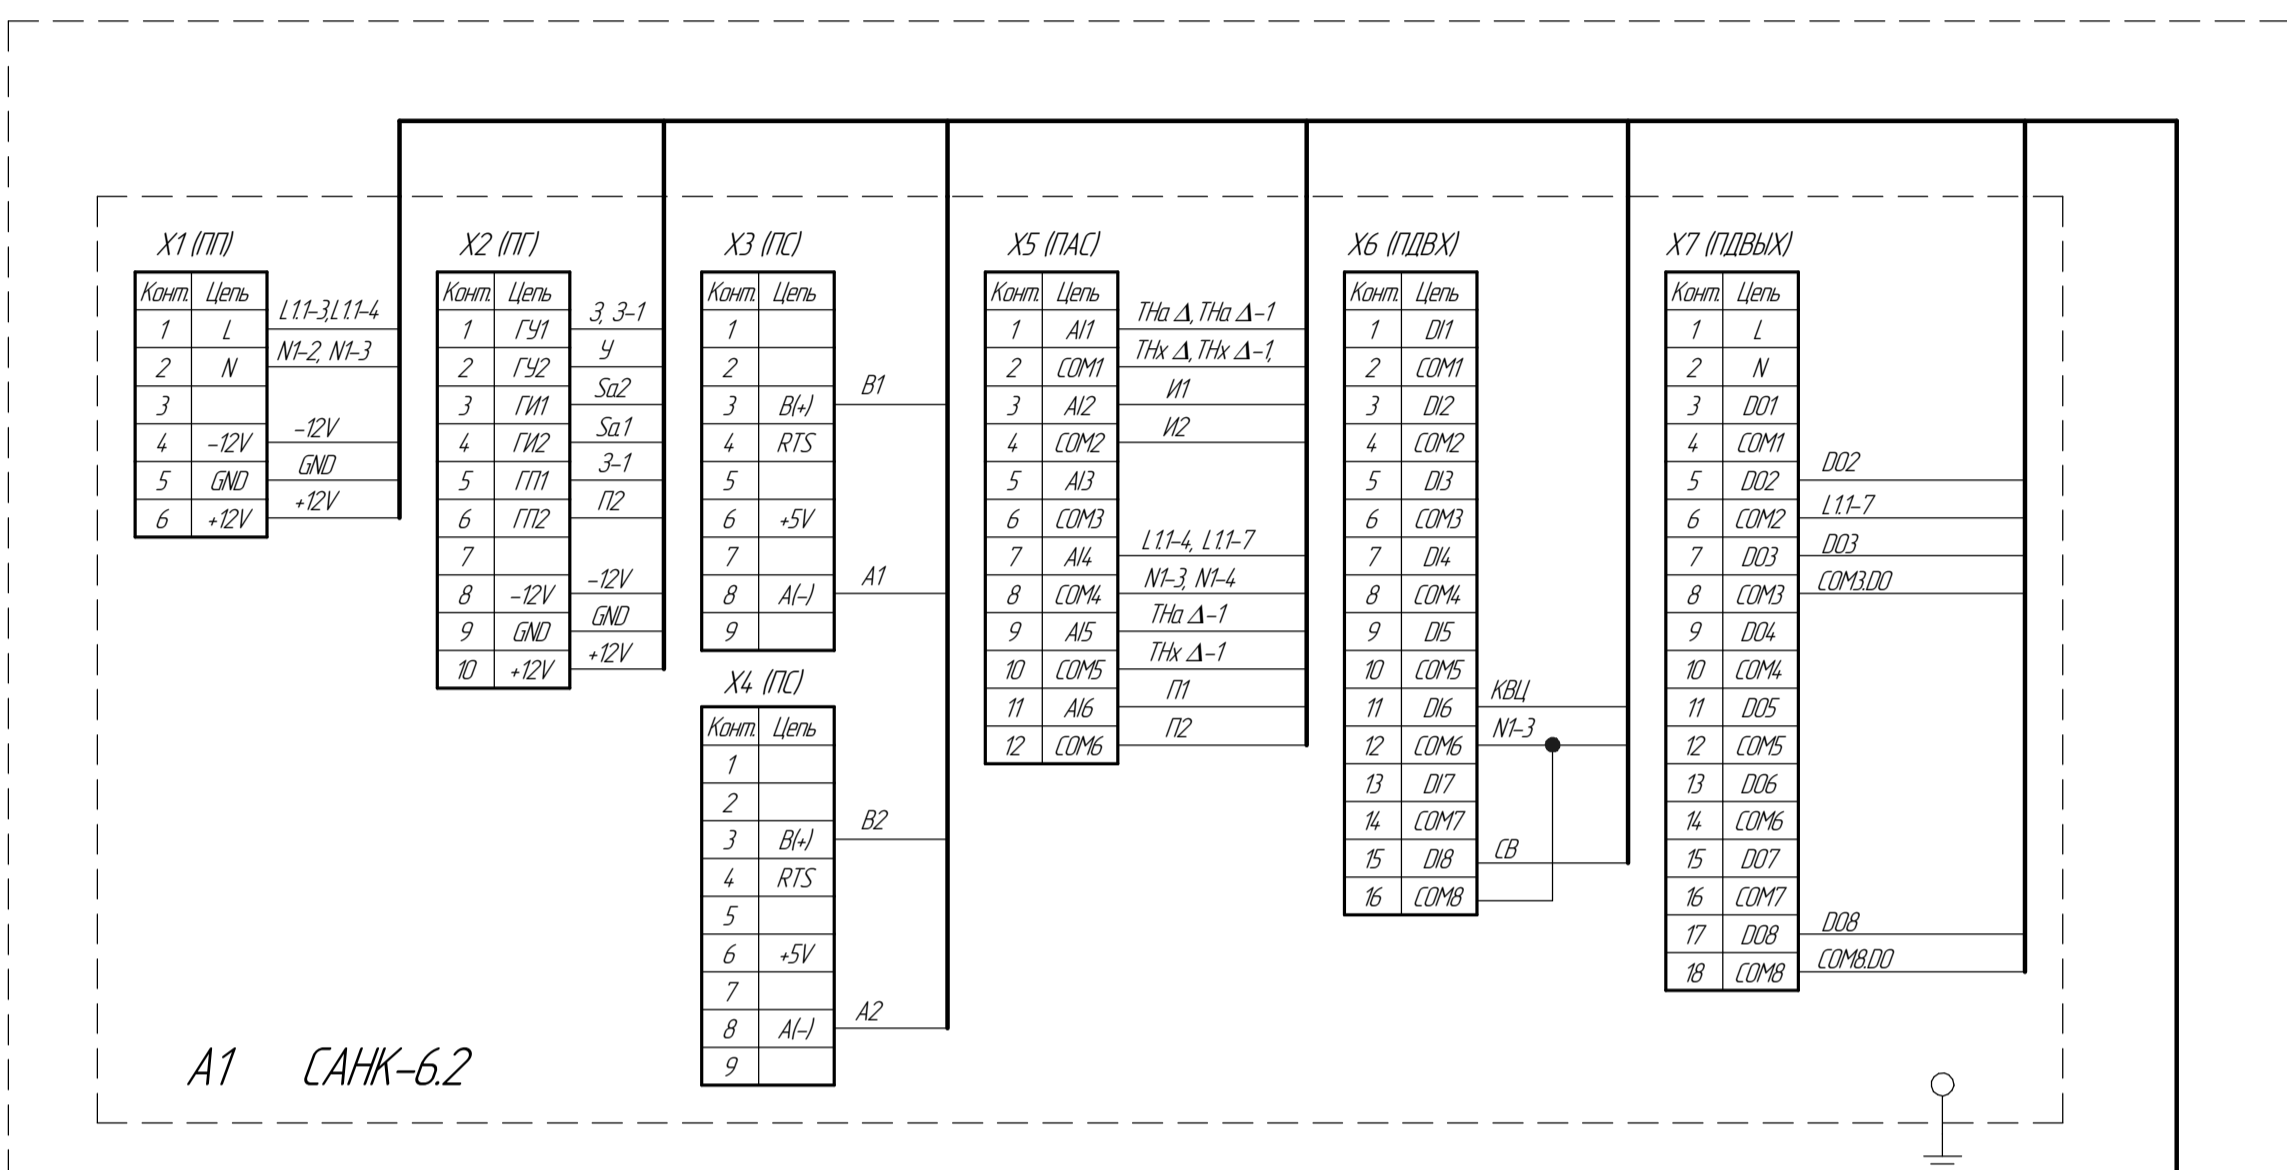 X1 (ПП)
Конт. Цепь
1 L L1.1-3,L1.1-4
2 N N1-2, N1-3
3
4 -12V -12V
5 GND GND
6 +12V +12V
X2 (ПГ)
Конт. Цепь
1 ГУ1 З, З-1
2 ГУ2 У
3 ГИ1 Sa2
4 ГИ2 Sa1
5 ГП1 З-1
6 ГП2 П2
7
8 -12V -12V
9 GND GND
10 +12V +12V
X3 (ПС)
Конт. Цепь
1
2
3 B(+) B1
4 RTS
5
6 +5V
7
8 A(-) A1
9
X4 (ПС)
Конт. Цепь
1
2
3 B(+) B2
4 RTS
5
6 +5V
7
8 A(-) A2
9
X5 (ПАС)
Конт. Цепь
1 AI1 ТНа Δ, ТНа Δ-1
2 COM1 ТНх Δ, ТНх Δ-1,
3 AI2 И1
4 COM2 И2
5 AI3
6 COM3
7 AI4 L1.1-4, L1.1-7
8 COM4 N1-3, N1-4
9 AI5 ТНа Δ-1
10 COM5 ТНх Δ-1
11 AI6 П1
12 COM6 П2
X6 (ПДВХ)
Конт. Цепь
1 DI1
2 COM1
3 DI2
4 COM2
5 DI3
6 COM3
7 DI4
8 COM4
9 DI5
10 COM5
11 DI6 КВЦ
12 COM6 N1-3
13 DI7
14 COM7
15 DI8 СВ
16 COM8
X7 (ПДВЫХ)
Конт. Цепь
1 L
2 N
3 DO1
4 COM1
5 DO2 DO2
6 COM2 L1.1-7
7 DO3 DO3
8 COM3 COM3.DO
9 DO4
10 COM4
11 DO5
12 COM5
13 DO6
14 COM6
15 DO7
16 COM7
17 DO8 DO8
18 COM8 COM8.DO
A1 САНК-6.2